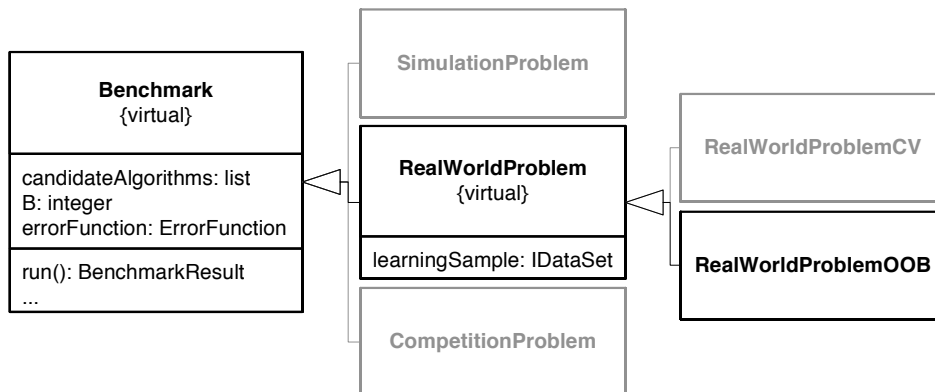 Benchmark
{virtual}
candidateAlgorithms: list
B: integer
errorFunction: ErrorFunction
run(): BenchmarkResult
...
SimulationProblem
RealWorldProblem
{virtual}
learningSample: IDataSet
CompetitionProblem
RealWorldProblemCV
RealWorldProblemOOB